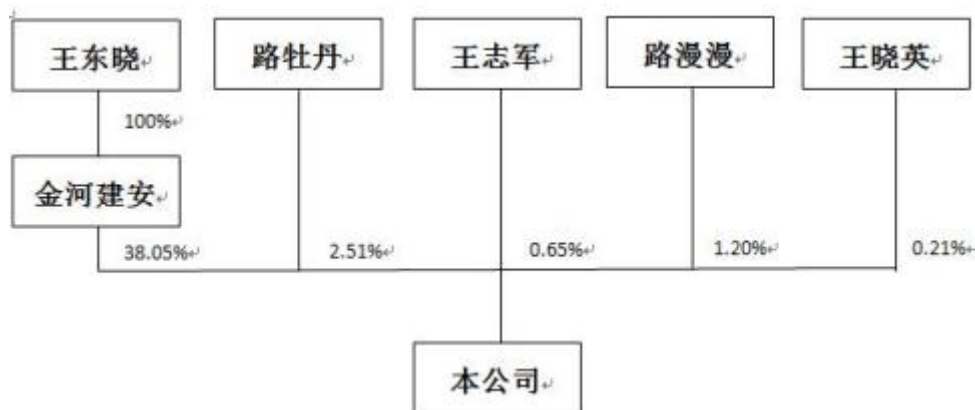 王东晓
路牡丹
王志军
路漫漫
王晓英
100%
金河建安
38.05%
2.51%
0.65%
1.20%
0.21%
本公司